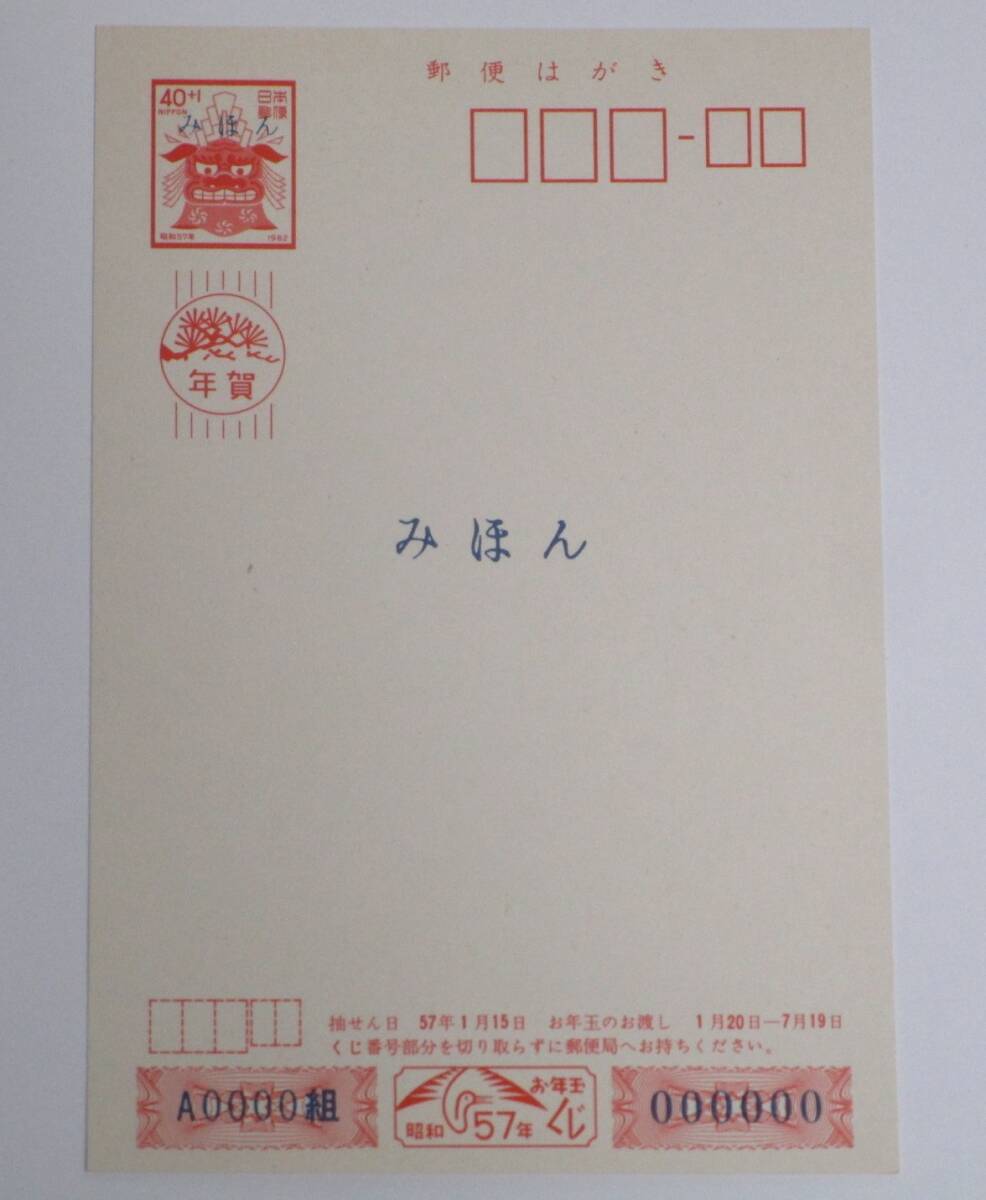 郵便はがき
40+1 日本郵便
NIPPON
みほん
昭和57年 1982
年賀
みほん
抽せん日 57年1月15日 お年玉のお渡し 1月20日―7月19日
くじ番号部分を切り取らずに郵便局へお持ちください。
A0000組
お年玉
くじ
昭和57年
000000